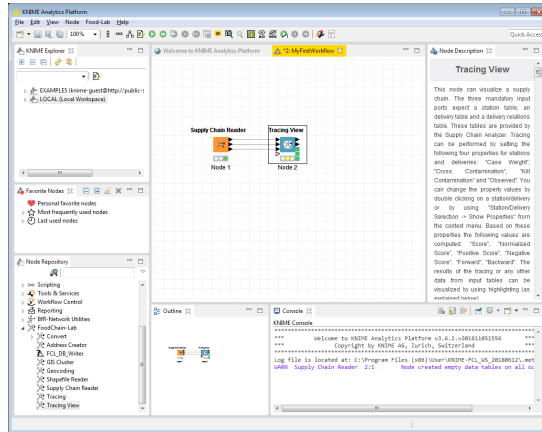 KNIME Analytics Platform
File Edit View Node Food-Lab Help
100%
Quick Access
KNIME Explorer
EXAMPLES (knime-guest@http://public-s
LOCAL (Local Workspace)
Favorite Nodes
Personal favorite nodes
Most frequently used nodes
Last used nodes
Node Repository
Scripting
Tools & Services
Workflow Control
Reporting
BfR-Network Utilities
FoodChain-Lab
Convert
Address Creator
FCL_DB_Writer
GIS Cluster
Geocoding
Shapefile Reader
Supply Chain Reader
Tracing
Tracing View
Welcome to KNIME Analytics Platform
*2: MyFirstWorkflow
Supply Chain Reader
Tracing View
Node 1
Node 2
Outline
Console
KNIME Console
*** Welcome to KNIME Analytics Platform v3.6.2.v201811051556 ***
*** Copyright by KNIME AG, Zurich, Switzerland ***
Log file is located at: C:\Program Files (x86)\User\KNIME-FCL_WS_20180612\.met
WARN Supply Chain Reader 2:1 Node created empty data tables on all ou
Node Description
Tracing View
This node can visualize a supply
chain. The three mandatory input
ports expect a station table, an
delivery table and a delivery relations
table. These tables are provided by
the Supply Chain Analyzer. Tracing
can be performed by setting the
following four properties for stations
and deliveries: "Case Weight",
"Cross Contamination", "Kill
Contamination" and "Observed". You
can change the property values by
double clicking on a station/delivery
or by using "Station/Delivery
Selection -> Show Properties" from
the context menu. Based on these
properties the following values are
computed: "Score", "Normalized
Score", "Positive Score", "Negative
Score", "Forward", "Backward". The
results of the tracing or any other
data from input tables can be
visualized by using highlighting (as
explained below)